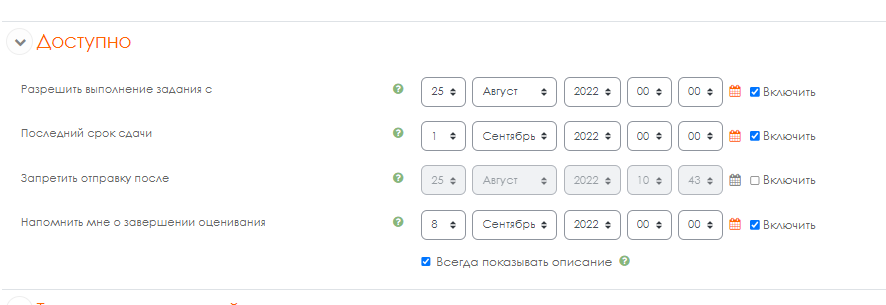 Доступно
Разрешить выполнение задания с ? 25 Август 2022 00 00 Включить
Последний срок сдачи ? 1 Сентябрь 2022 00 00 Включить
Запретить отправку после ? 25 Август 2022 10 43 Включить
Напомнить мне о завершении оценивания ? 8 Сентябрь 2022 00 00 Включить
Всегда показывать описание ?